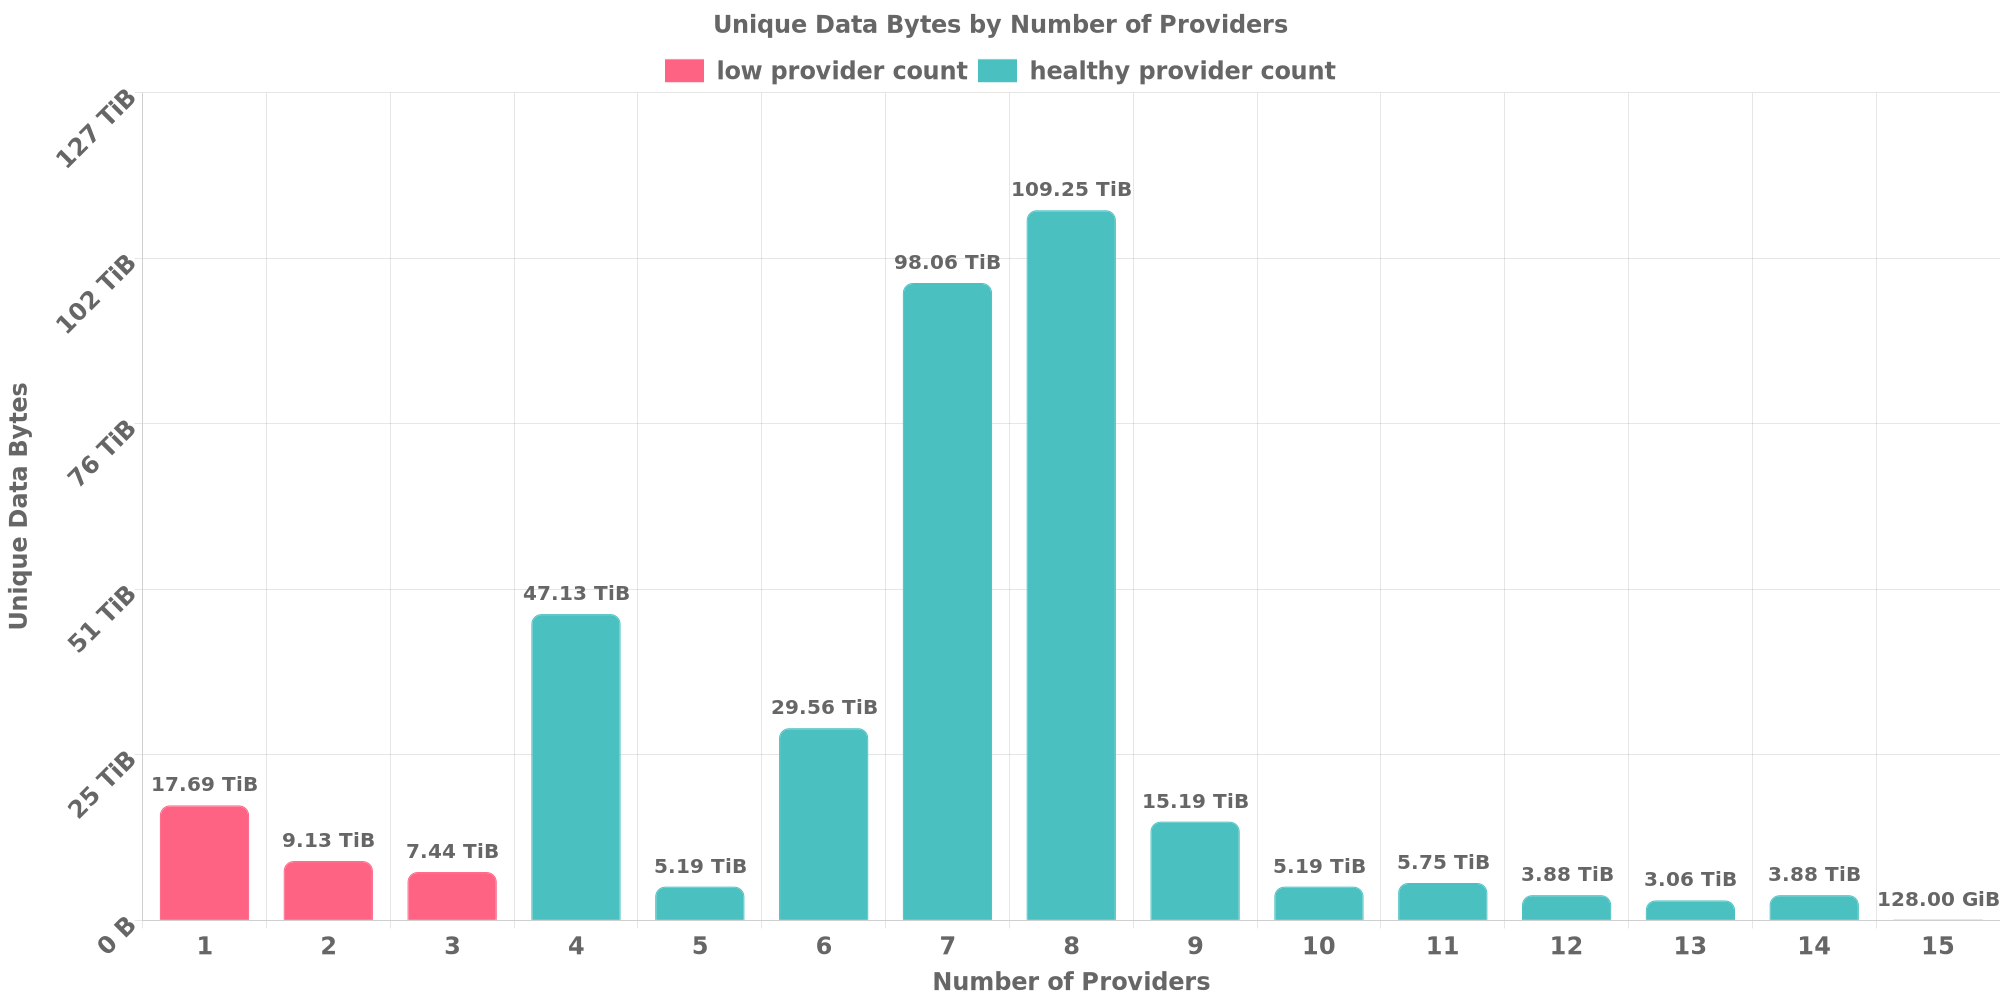 Unique Data Bytes by Number of Providers
low provider count healthy provider count
127 TiB
102 TiB
76 TiB
51 TiB
25 TiB
0 B
Unique Data Bytes
17.69 TiB
9.13 TiB
7.44 TiB
47.13 TiB
5.19 TiB
29.56 TiB
98.06 TiB
109.25 TiB
15.19 TiB
5.19 TiB
5.75 TiB
3.88 TiB
3.06 TiB
3.88 TiB
128.00 GiB
1 2 3 4 5 6 7 8 9 10 11 12 13 14 15
Number of Providers